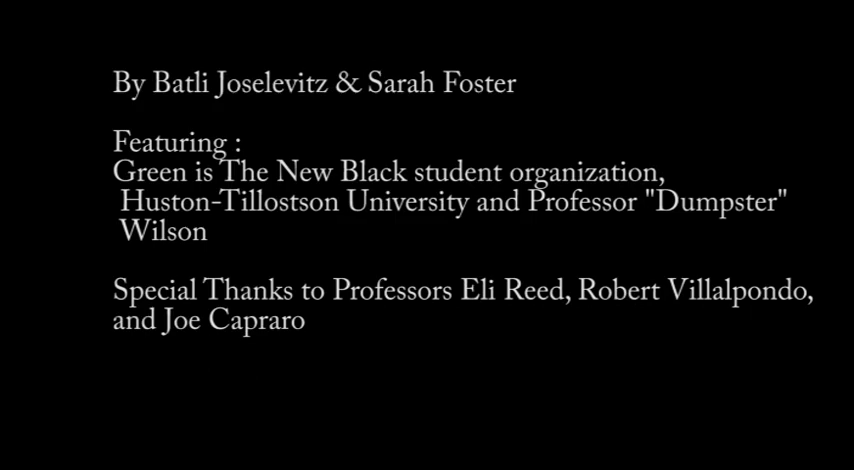 By Batli Joselevitz & Sarah Foster
Featuring :
Green is The New Black student organization,
Huston-Tillostson University and Professor "Dumpster"
Wilson
Special Thanks to Professors Eli Reed, Robert Villalpondo,
and Joe Capraro